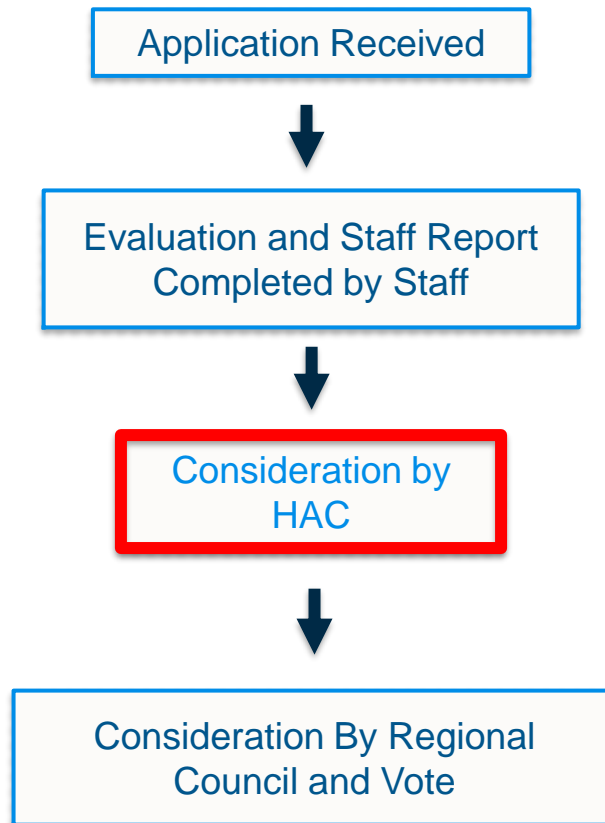 Application Received
Evaluation and Staff Report
Completed by Staff
Consideration by
HAC
Consideration By Regional
Council and Vote